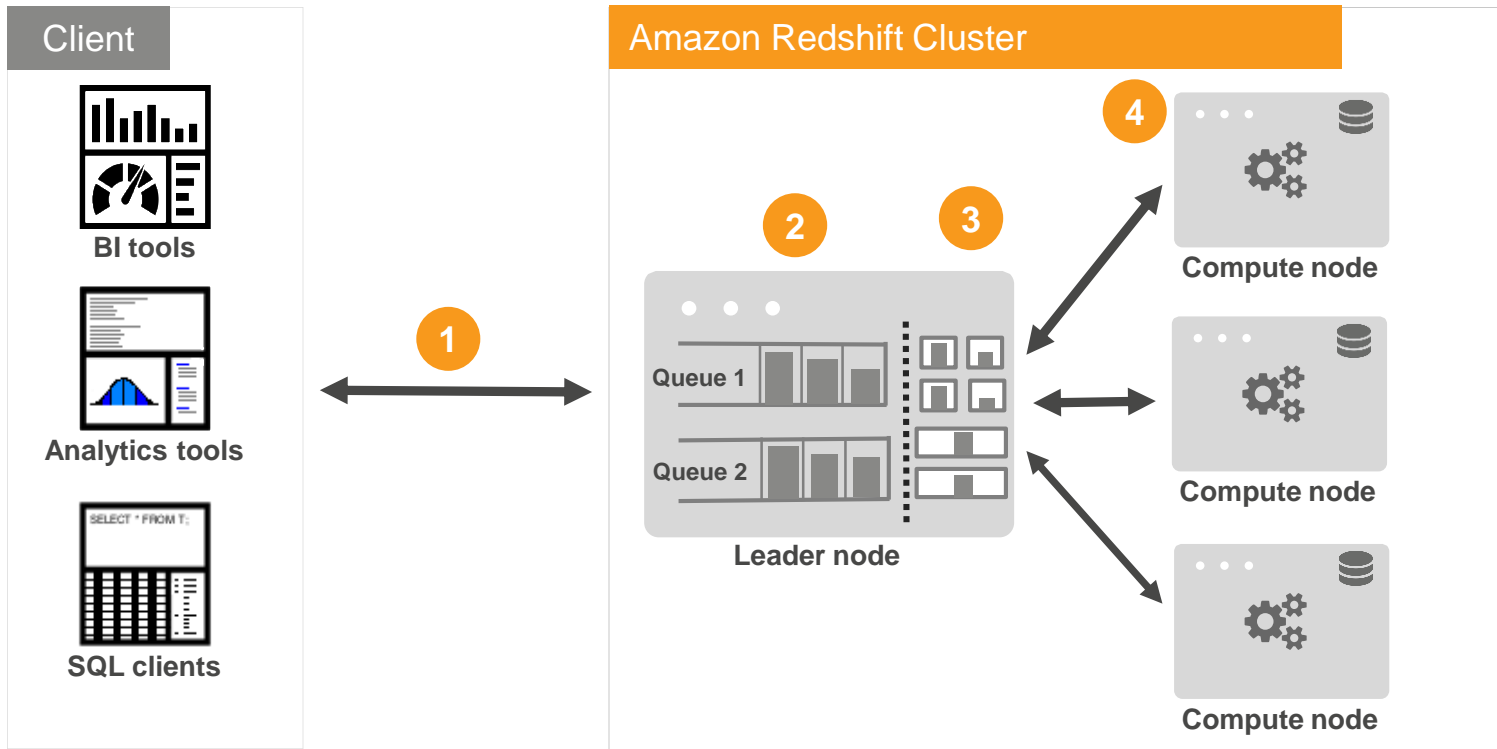 Client
BI tools
Analytics tools
SELECT * FROM T;
SQL clients
1
Amazon Redshift Cluster
2
3
4
Queue 1
Queue 2
Leader node
Compute node
Compute node
Compute node